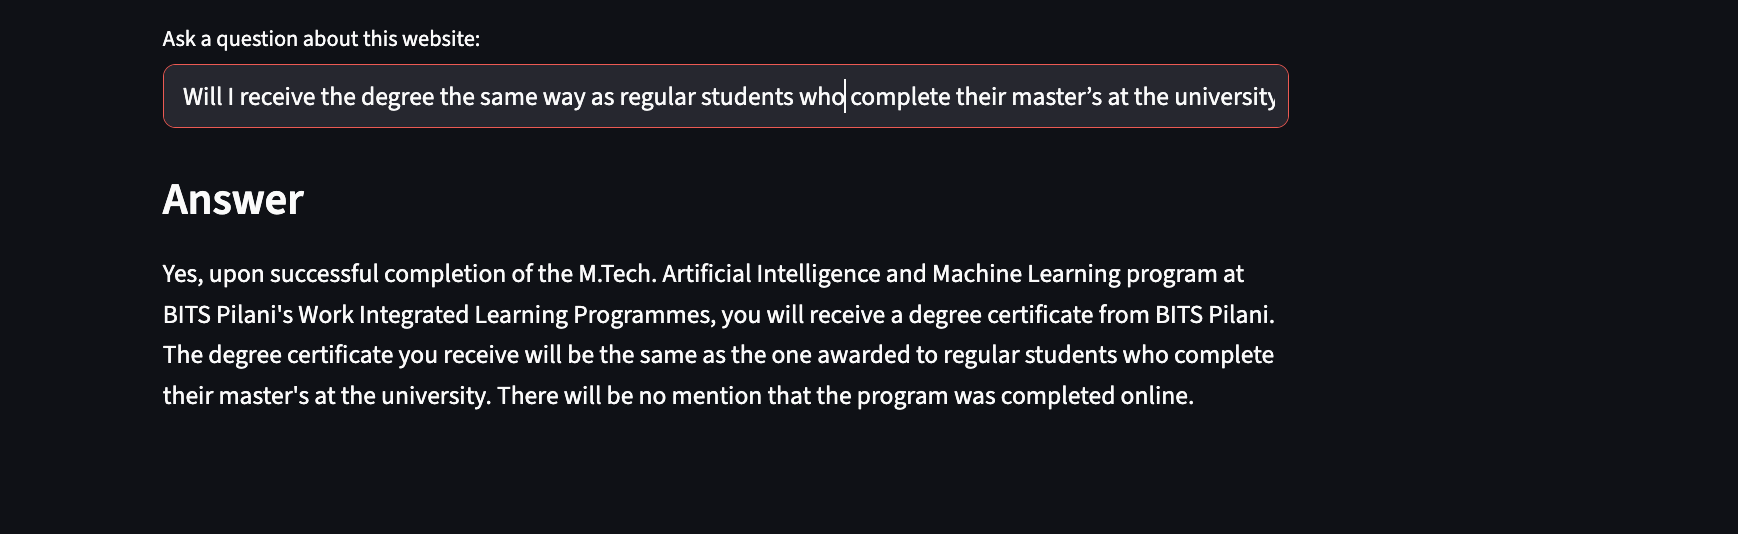 Ask a question about this website:
Will I receive the degree the same way as regular students who complete their master’s at the university
Answer
Yes, upon successful completion of the M.Tech. Artificial Intelligence and Machine Learning program at
BITS Pilani's Work Integrated Learning Programmes, you will receive a degree certificate from BITS Pilani.
The degree certificate you receive will be the same as the one awarded to regular students who complete
their master's at the university. There will be no mention that the program was completed online.